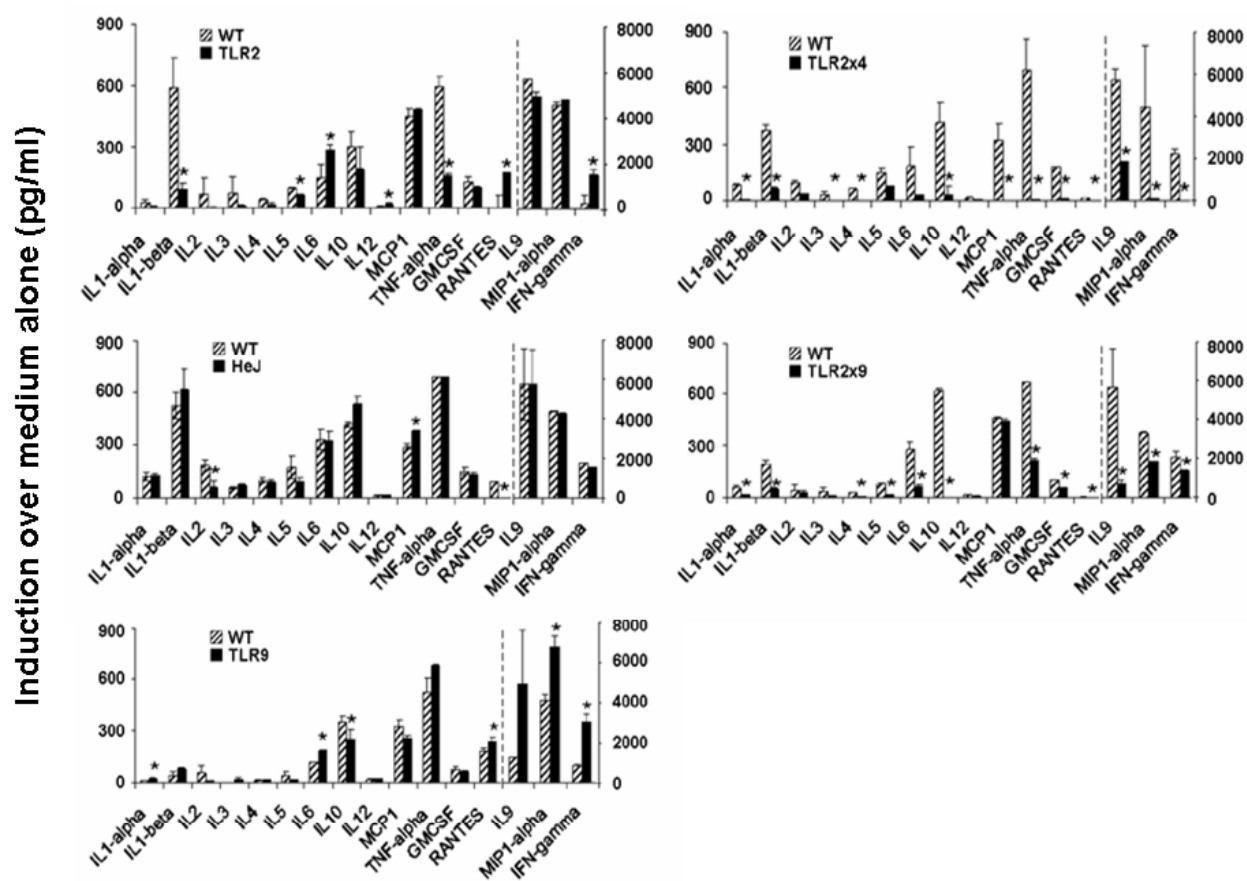 Induction over medium alone (pg/ml)
900
600
300
0
WT
TLR2
8000
6000
4000
2000
0
IL1-alpha
IL1-beta
IL2
IL3
IL4
IL5
IL6
IL10
IL12
MCP1
TNF-alpha
GMCSF
RANTES
IL9
MIP1-alpha
IFN-gamma
* * * * * * *
900
600
300
0
WT
TLR2x4
8000
6000
4000
2000
0
IL1-alpha
IL1-beta
IL2
IL3
IL4
IL5
IL6
IL10
IL12
MCP1
TNF-alpha
GMCSF
RANTES
IL9
MIP1-alpha
IFN-gamma
* * * * * * * * * * * *
900
600
300
0
WT
HeJ
8000
6000
4000
2000
0
IL1-alpha
IL1-beta
IL2
IL3
IL4
IL5
IL6
IL10
IL12
MCP1
TNF-alpha
GMCSF
RANTES
IL9
MIP1-alpha
IFN-gamma
* * *
900
600
300
0
WT
TLR2x9
8000
6000
4000
2000
0
IL1-alpha
IL1-beta
IL2
IL3
IL4
IL5
IL6
IL10
IL12
MCP1
TNF-alpha
GMCSF
RANTES
IL9
MIP1-alpha
IFN-gamma
* * * * * * * * * * * *
900
600
300
0
WT
TLR9
8000
6000
4000
2000
0
IL1-alpha
IL1-beta
IL2
IL3
IL4
IL5
IL6
IL10
IL12
MCP1
TNF-alpha
GMCSF
RANTES
IL9
MIP1-alpha
IFN-gamma
* * * * * *